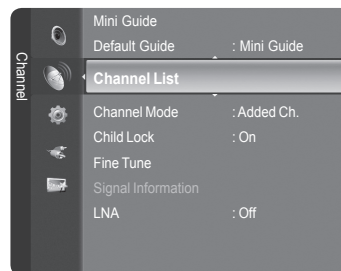 Channel
Mini Guide
Default Guide : Mini Guide
Channel List
Channel Mode : Added Ch.
Child Lock : On
Fine Tune
Signal Information
LNA : Off